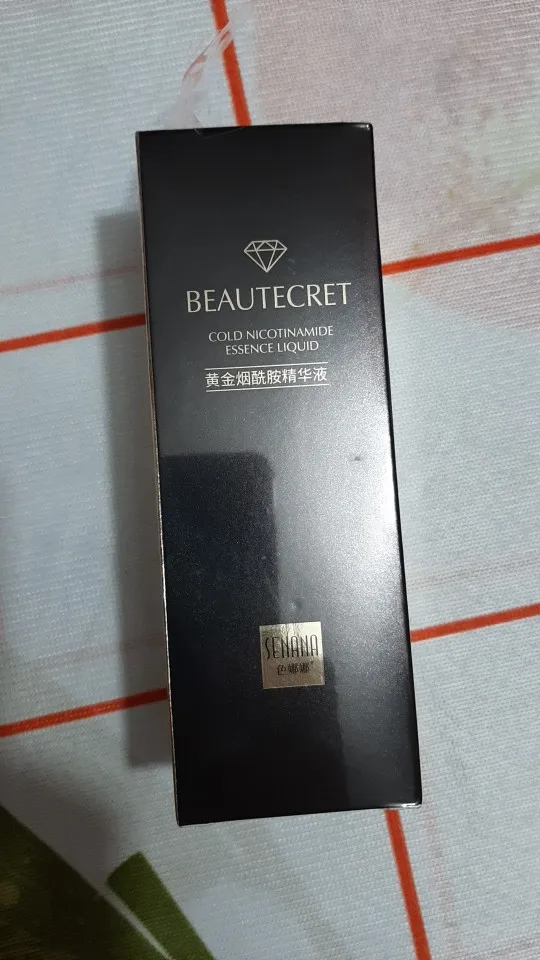 BEAUTECRET
COLD NICOTINAMIDE
ESSENCE LIQUID
黄金烟酰胺精华液
SENANA
色娜娜®